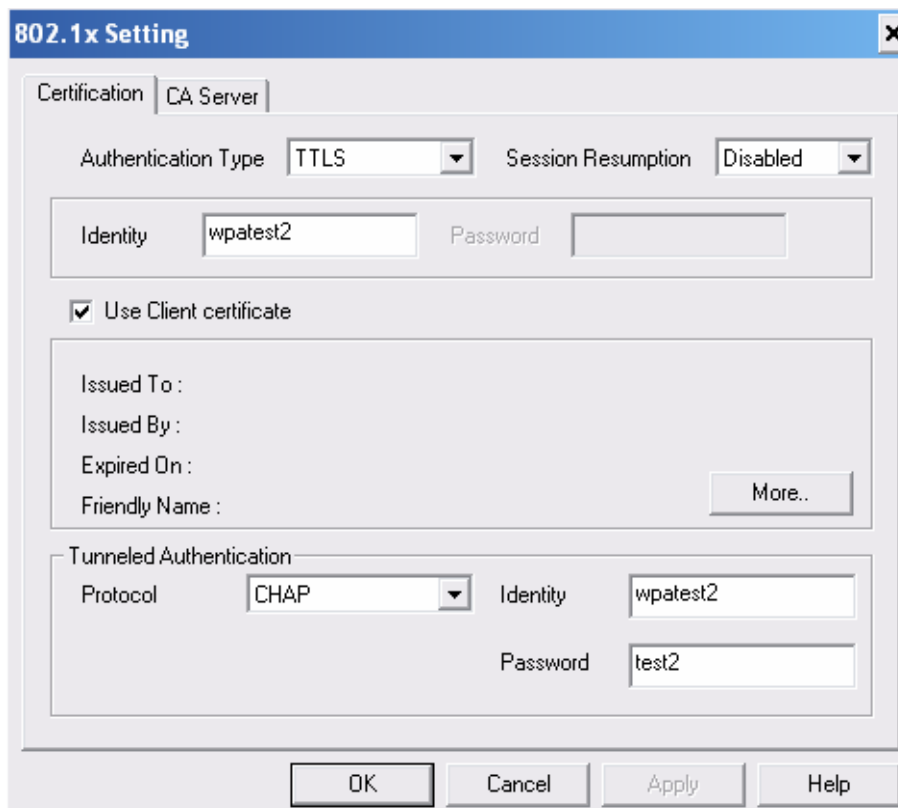 802.1x Setting
Certification CA Server
Authentication Type TTLS Session Resumption Disabled
Identity wpatest2 Password
Use Client certificate
Issued To :
Issued By :
Expired On :
Friendly Name :
More..
Tunneled Authentication
Protocol CHAP Identity wpatest2
Password test2
OK Cancel Apply Help